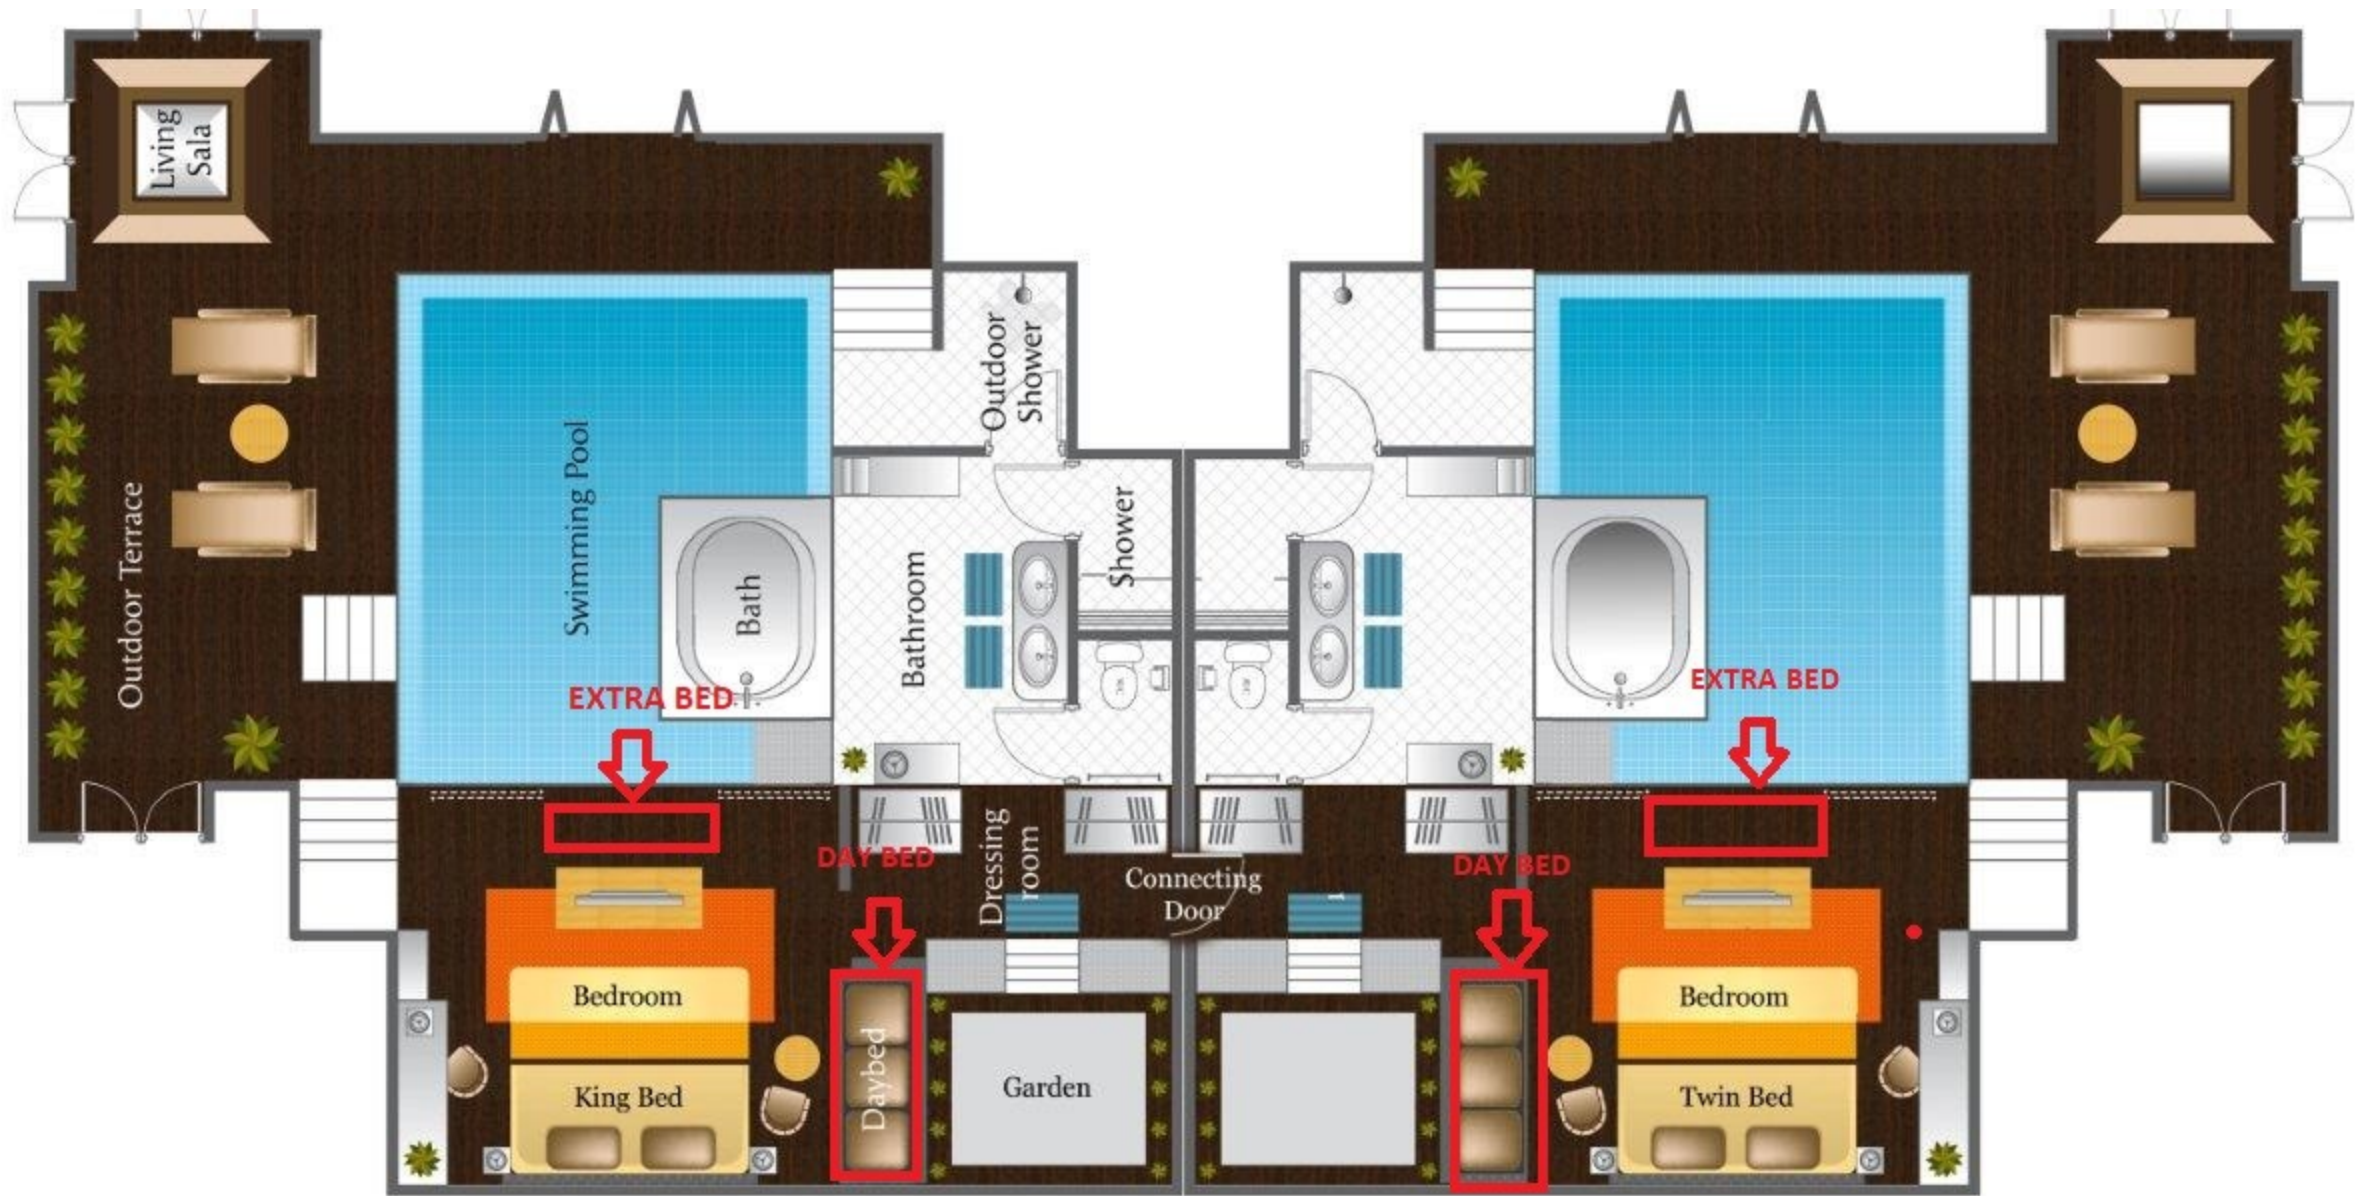 Living
Sala
Outdoor
Shower
Outdoor Terrace
Swimming Pool
Bath
Bathroom
Shower
EXTRA BED
EXTRA BED
DAY BED
Dressing
room
Connecting
Door
DAY BED
Bedroom
King Bed
Daybed
Garden
Bedroom
Twin Bed